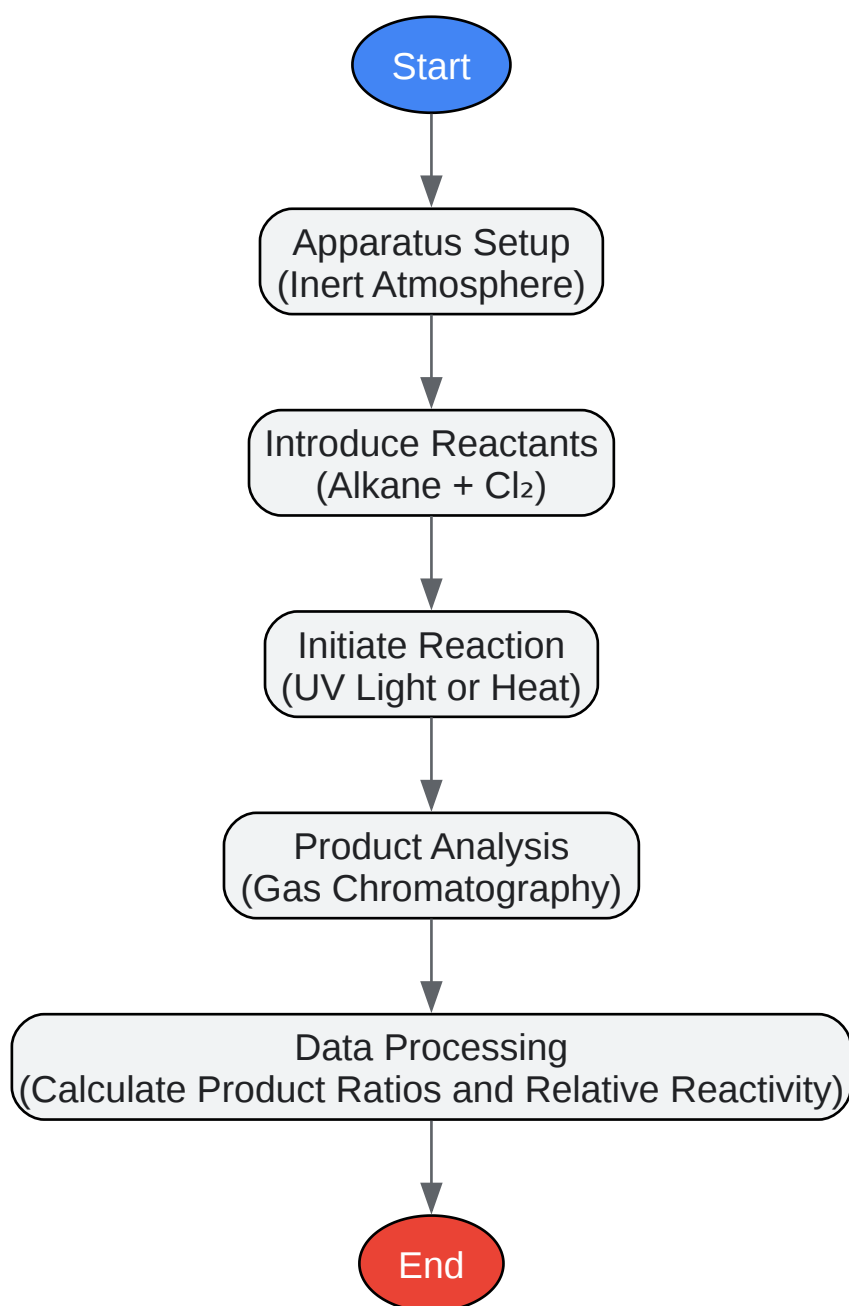 Start
Apparatus Setup
(Inert Atmosphere)
Introduce Reactants
(Alkane + Cl₂)
Initiate Reaction
(UV Light or Heat)
Product Analysis
(Gas Chromatography)
Data Processing
(Calculate Product Ratios and Relative Reactivity)
End